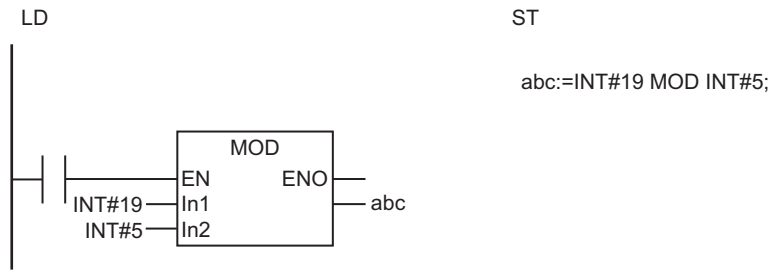 LD
ST
abc:=INT#19 MOD INT#5;
MOD
EN ENO
INT#19 In1 abc
INT#5 In2